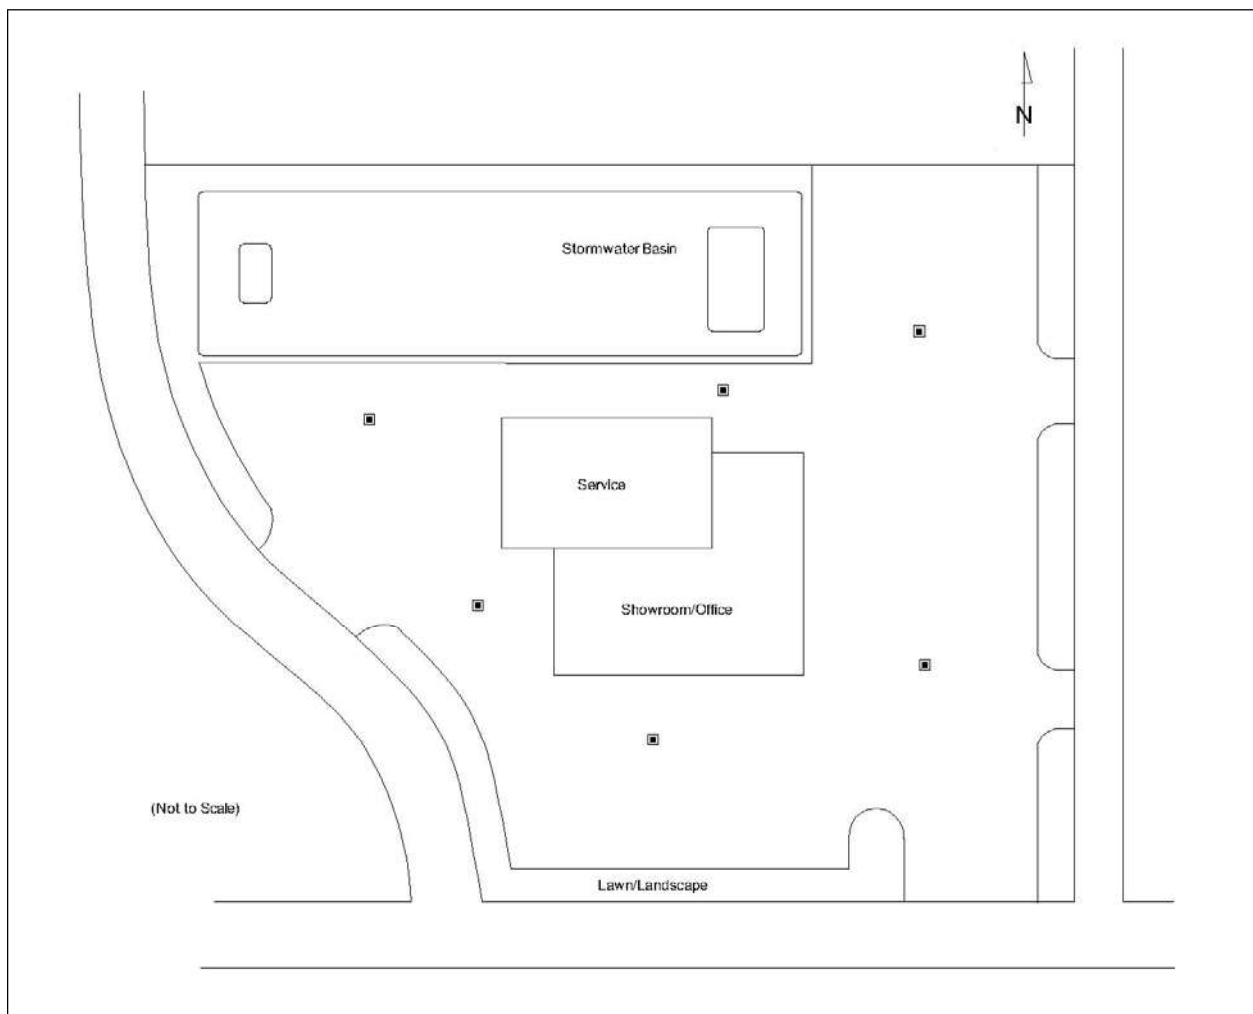 N
Stormwater Basin
Service
Showroom/Office
(Not to Scale)
Lawn/Landscape